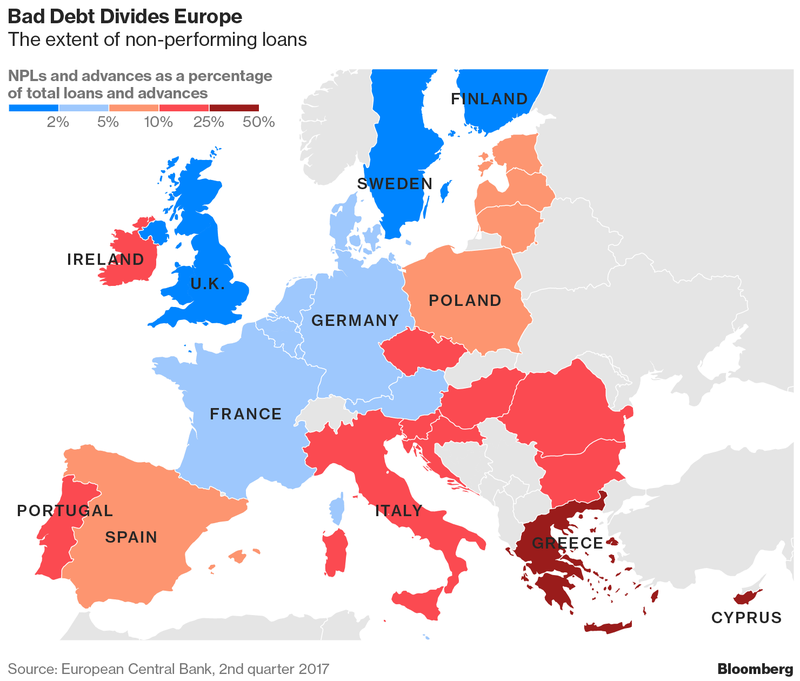 Bad Debt Divides Europe
The extent of non-performing loans
NPLs and advances as a percentage
of total loans and advances
2% 5% 10% 25% 50%
FINLAND
SWEDEN
IRELAND
U.K.
POLAND
GERMANY
FRANCE
PORTUGAL
ITALY
SPAIN
GREECE
CYPRUS
Source: European Central Bank, 2nd quarter 2017
Bloomberg